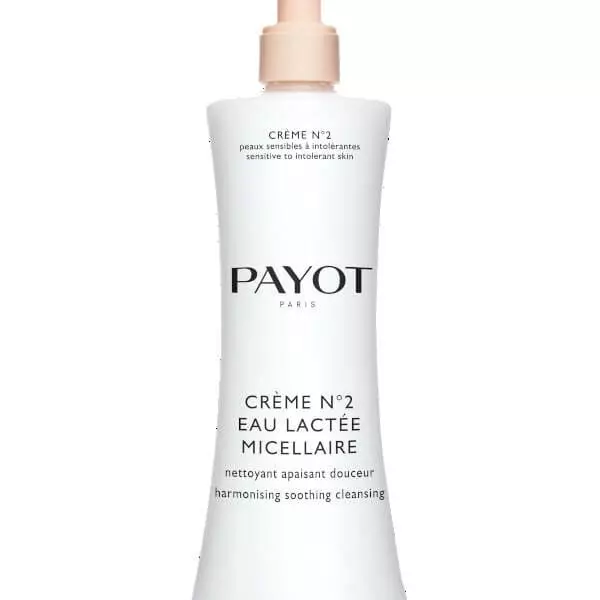 CRÈME N°2
peaux sensibles à intolérantes
sensitive to intolerant skin
PAYOT
PARIS
CRÈME N°2
EAU LACTÉE
MICELLAIRE
nettoyant apaisant douceur
harmonising soothing cleansing